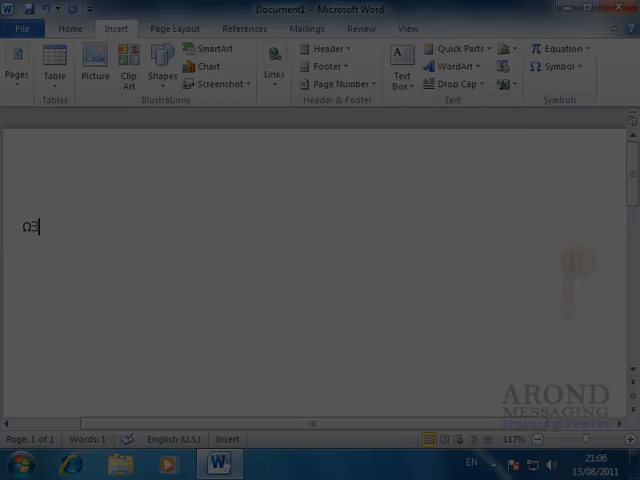 Document1 - Microsoft Word
File Home Insert Page Layout References Mailings Review View
Pages
Table
Tables
Picture
Clip Art
Shapes
SmartArt
Chart
Screenshot
Illustrations
Links
Header
Footer
Page Number
Header & Footer
Text Box
Quick Parts
WordArt
Drop Cap
Text
Equation
Symbol
Symbols
AROND
MESSAGING
training center
Page: 1 of 1 Words: 1 English (U.S.) Insert 117%
EN 21:06
13/08/2011